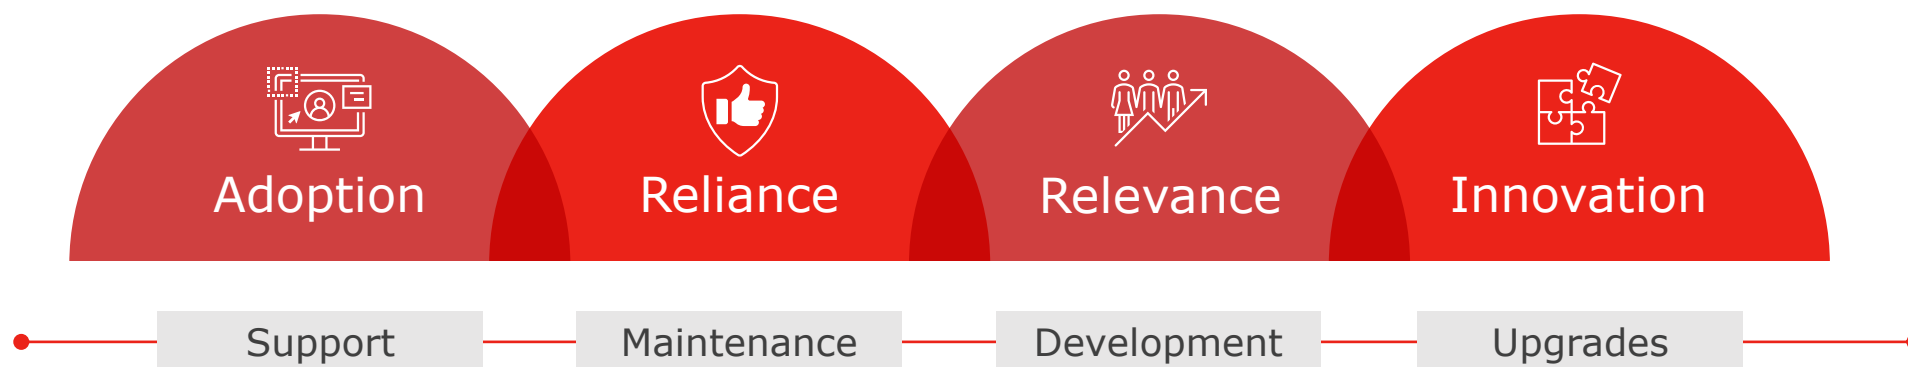 Adoption
Reliance
Relevance
Innovation
Support
Maintenance
Development
Upgrades